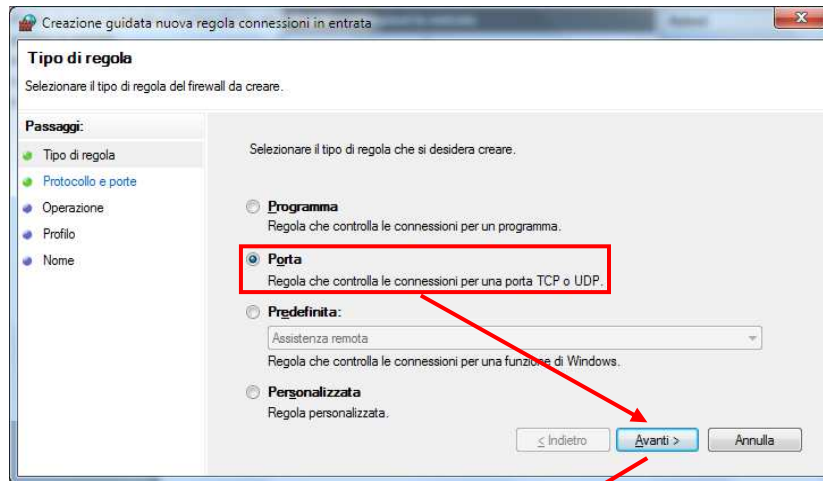 Creazione guidata nuova regola connessioni in entrata
Tipo di regola
Selezionare il tipo di regola del firewall da creare.
Passaggi:
Tipo di regola
Protocollo e porte
Operazione
Profilo
Nome
Selezionare il tipo di regola che si desidera creare.
Programma
Regola che controlla le connessioni per un programma.
Porta
Regola che controlla le connessioni per una porta TCP o UDP.
Predefinita:
Assistenza remota
Regola che controlla le connessioni per una funzione di Windows.
Personalizzata
Regola personalizzata.
< Indietro
Avanti >
Annulla